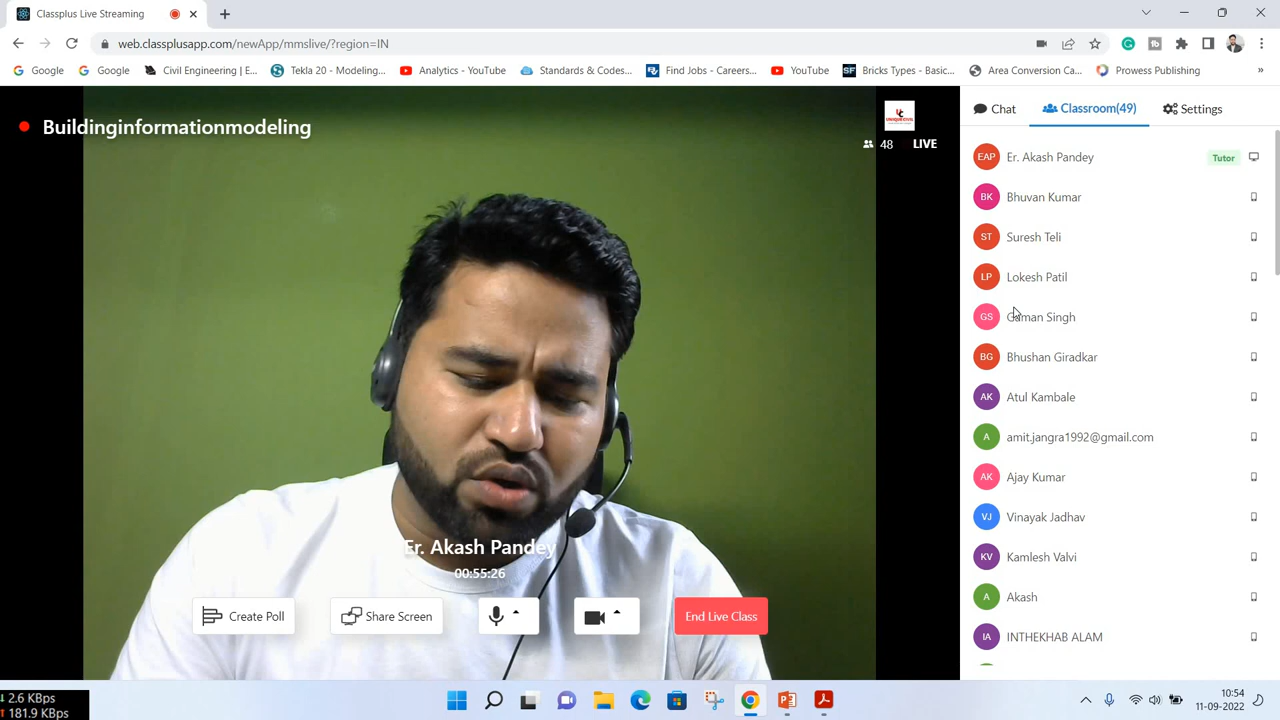 Classplus Live Streaming
web.classplusapp.com/newApp/mmslive/?region=IN
Google
Google
Civil Engineering | E...
Tekla 20 - Modeling...
Analytics - YouTube
Standards & Codes...
Find Jobs - Careers...
YouTube
SF
Bricks Types - Basic...
Area Conversion Ca...
Prowess Publishing
»
Buildinginformationmodeling
UC
UNIQUE CIVIL
48 LIVE
Chat
Classroom(49)
Settings
EAP Er. Akash Pandey Tutor
BK Bhuvan Kumar
ST Suresh Teli
LP Lokesh Patil
GS Guman Singh
BG Bhushan Giradkar
AK Atul Kambale
A amit.jangra1992@gmail.com
AK Ajay Kumar
VJ Vinayak Jadhav
KV Kamlesh Valvi
A Akash
IA INTHEKHAB ALAM
Er. Akash Pandey
00:55:26
Create Poll
Share Screen
End Live Class
2.6 KBps
181.9 KBps
10:54
11-09-2022